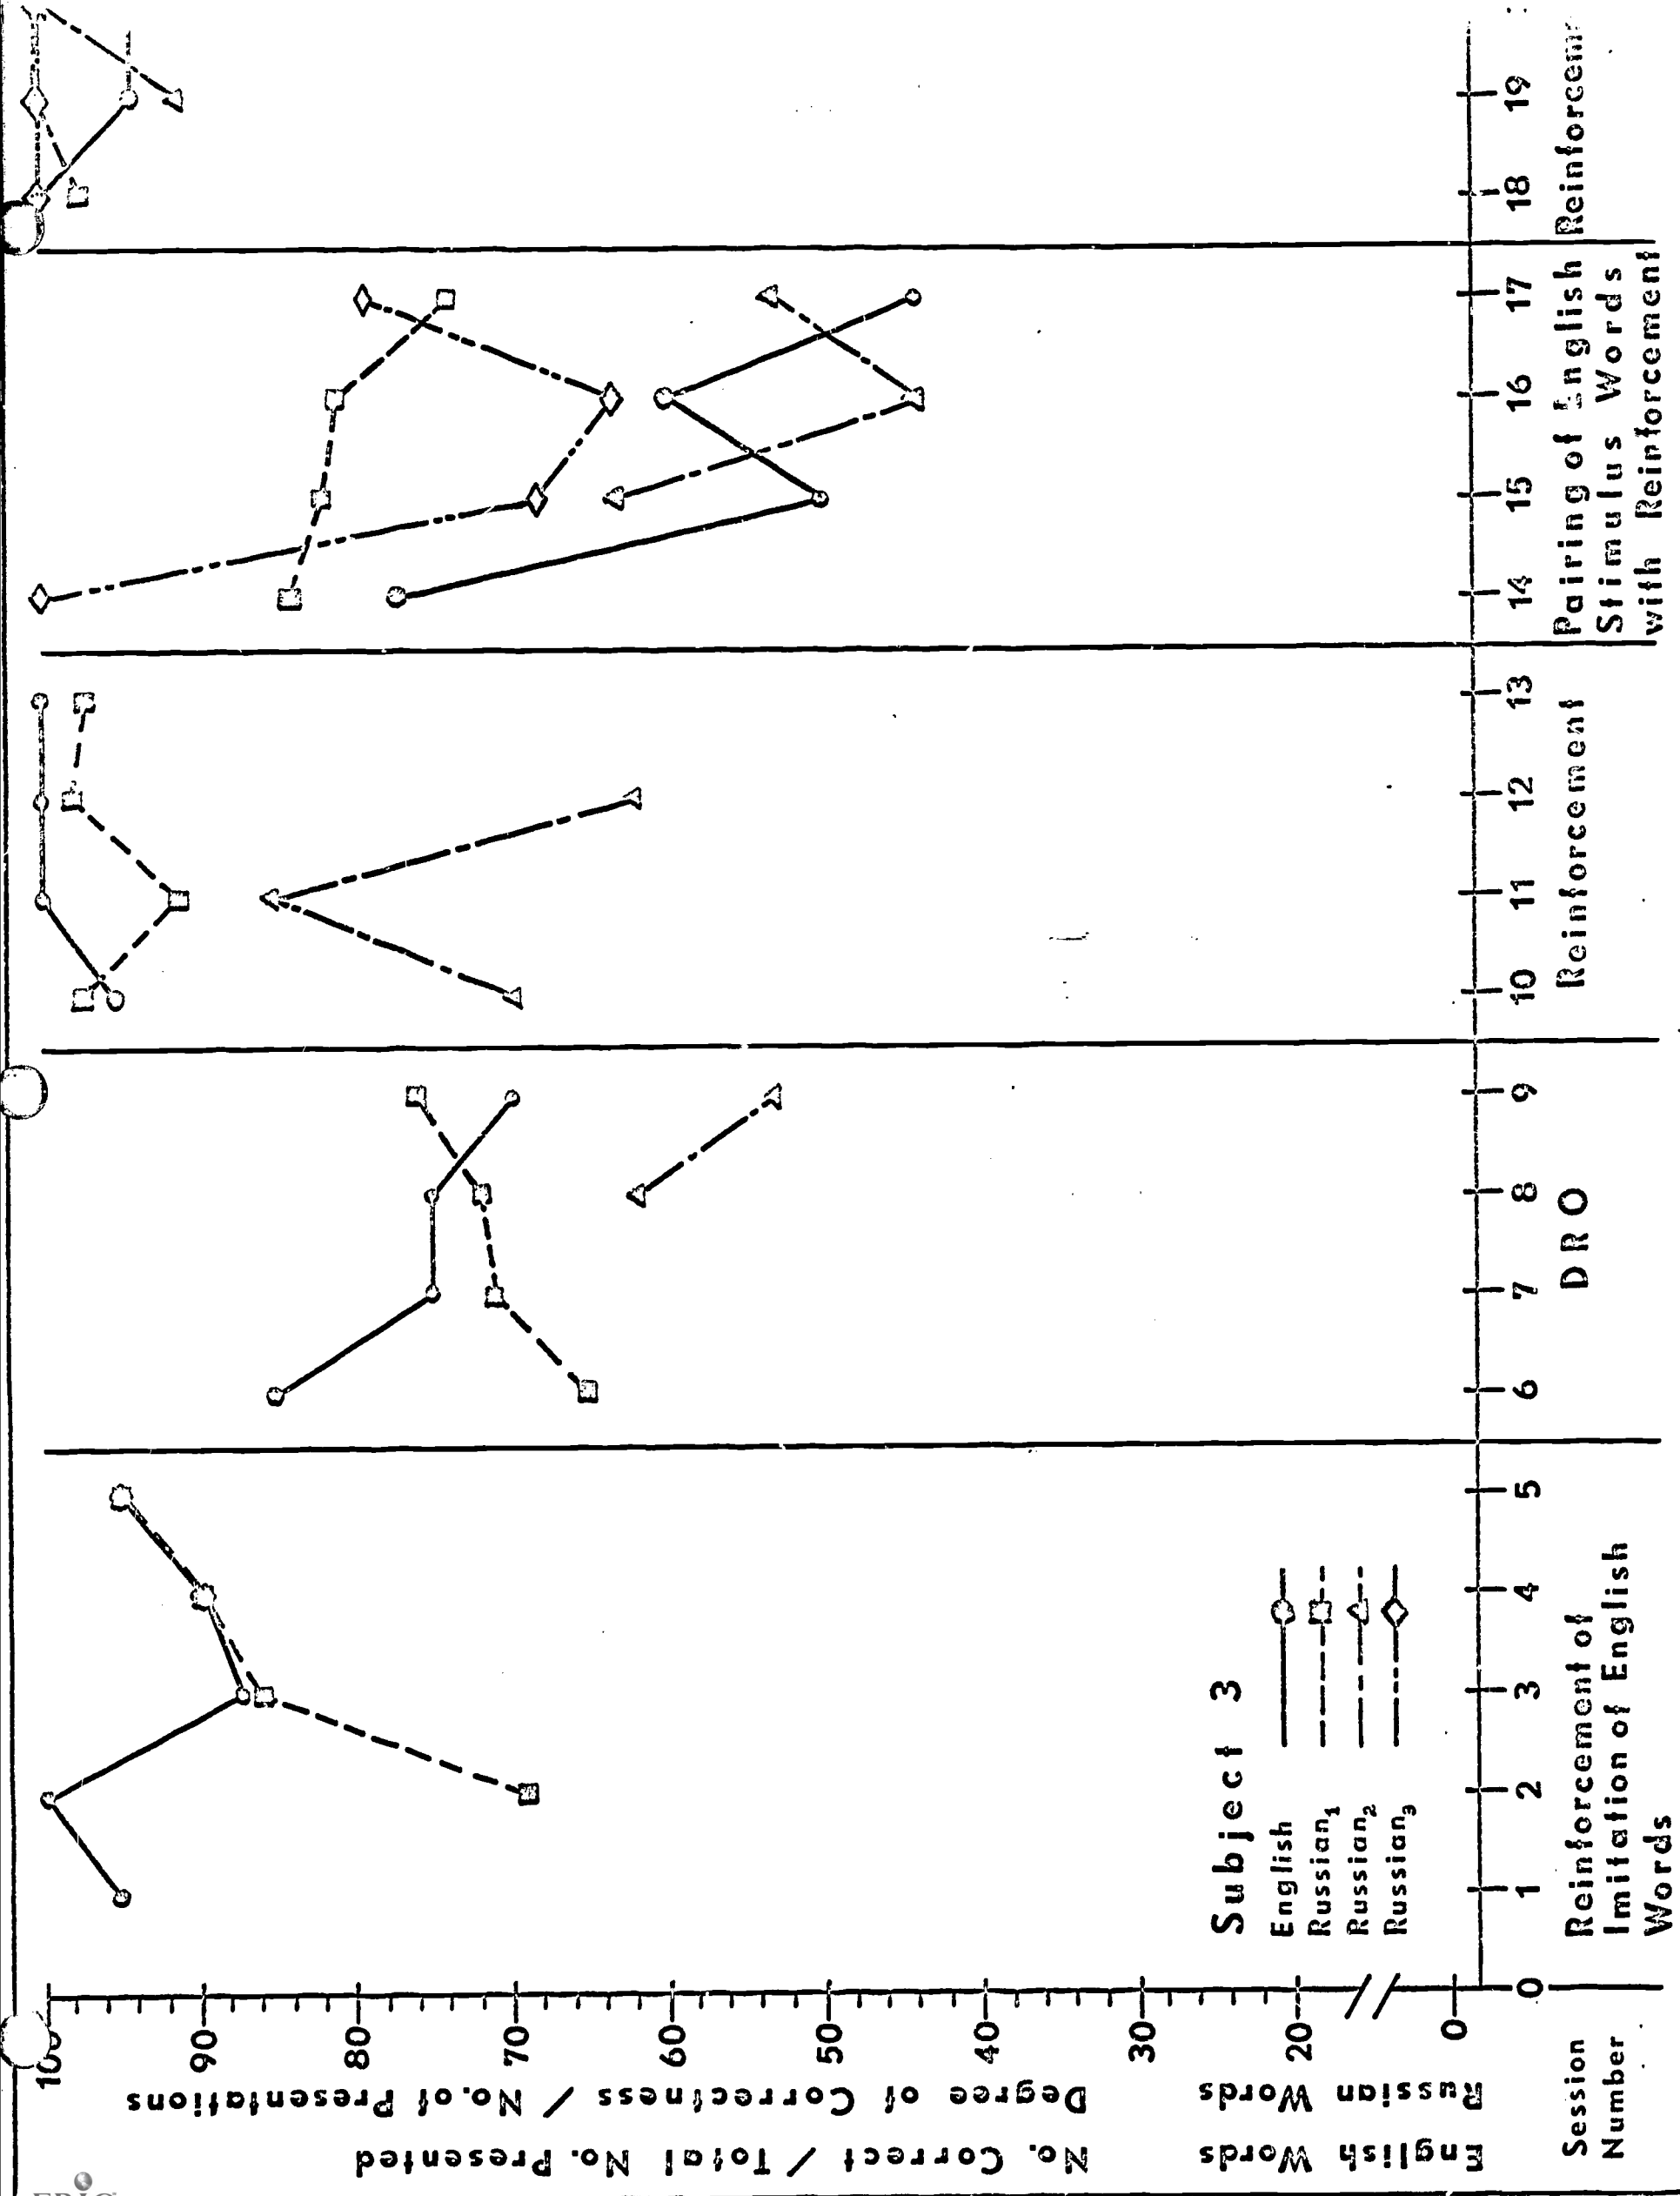 No. Correct / Total No. Presented
English Words
Degree of Correctness / No. of Presentations
Russian Words
100
90
80
70
60
50
40
30
20
0
Subject 3
English
Russian₁
Russian₂
Russian₃
Session
Number
0 1 2 3 4 5 6 7 8 9 10 11 12 13 14 15 16 17 18 19
Reinforcement of
Imitation of English
Words
DRO
Reinforcement
Pairing of English
Stimulus Words
with Reinforcement